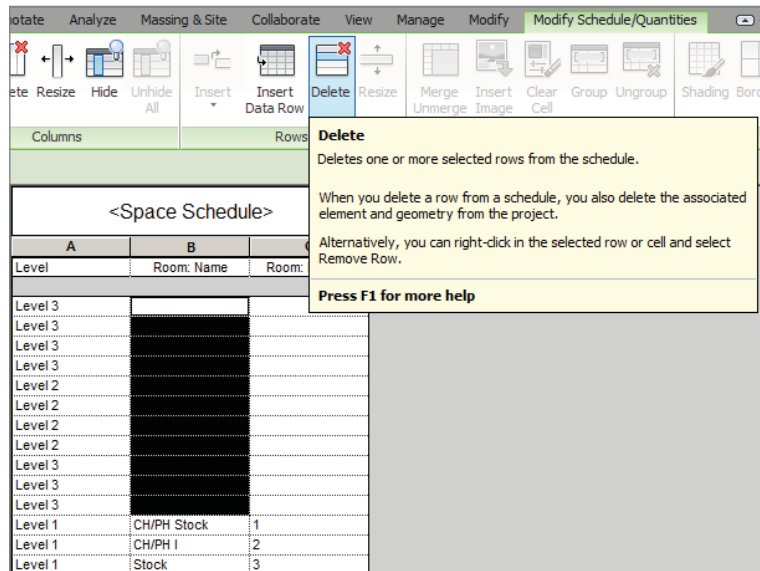 Analyze Massing & Site Collaborate View Manage Modify Modify Schedule/Quantities
Resize Hide Unhide All Insert Insert Data Row Delete Resize Merge Unmerge Insert Image Clear Cell Group Ungroup Shading
Columns Rows
Delete
Deletes one or more selected rows from the schedule.
When you delete a row from a schedule, you also delete the associated
element and geometry from the project.
Alternatively, you can right-click in the selected row or cell and select
Remove Row.
Press F1 for more help
<Space Schedule>
A B
Level Room: Name Room:
Level 3
Level 3
Level 3
Level 3
Level 2
Level 2
Level 2
Level 2
Level 3
Level 3
Level 3
Level 1 CH/PH Stock 1
Level 1 CH/PH I 2
Level 1 Stock 3